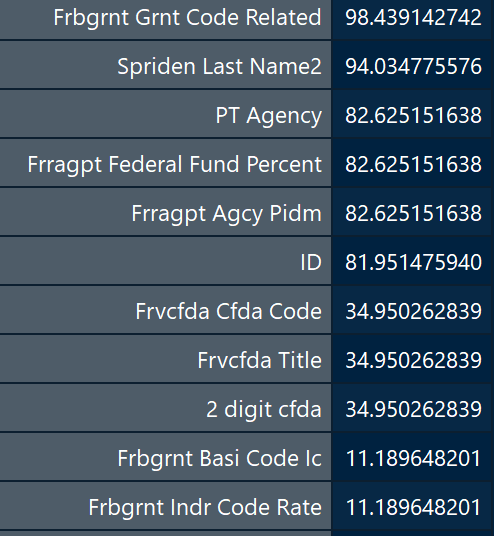 Frbgrnt Grnt Code Related 98.439142742
Spriden Last Name2 94.034775576
PT Agency 82.625151638
Frragpt Federal Fund Percent 82.625151638
Frragpt Agcy Pidm 82.625151638
ID 81.951475940
Frvcfda Cfda Code 34.950262839
Frvcfda Title 34.950262839
2 digit cfda 34.950262839
Frbgrnt Basi Code Ic 11.189648201
Frbgrnt Indr Code Rate 11.189648201